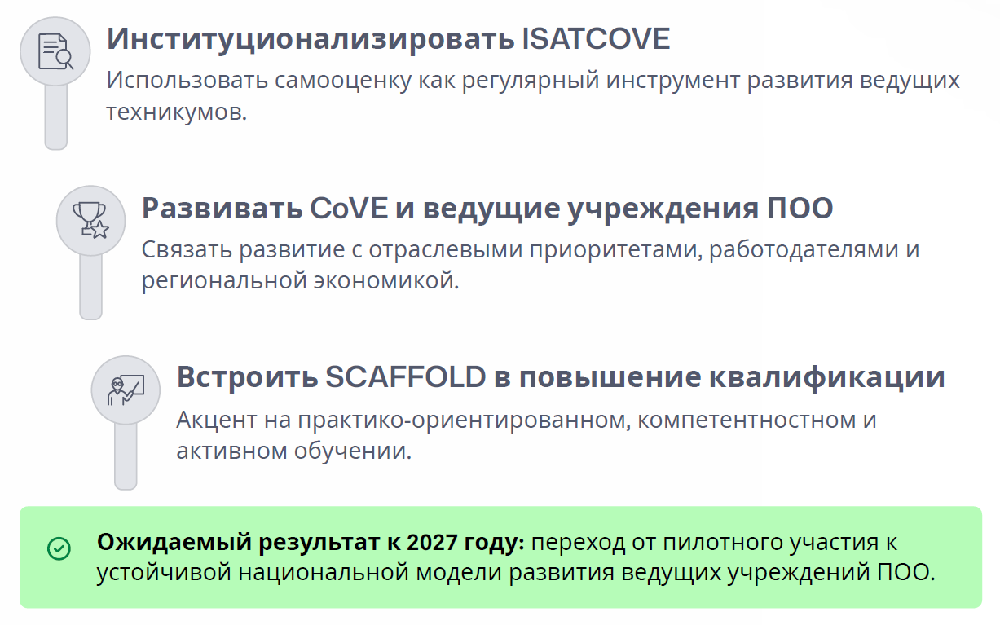 Институционализировать ISATCOVE
Использовать самооценку как регулярный инструмент развития ведущих
техникумов.
Развивать CoVE и ведущие учреждения ПОО
Связать развитие с отраслевыми приоритетами, работодателями и
региональной экономикой.
Встроить SCAFFOLD в повышение квалификации
Акцент на практико-ориентированном, компетентностном и
активном обучении.
Ожидаемый результат к 2027 году: переход от пилотного участия к
устойчивой национальной модели развития ведущих учреждений ПОО.